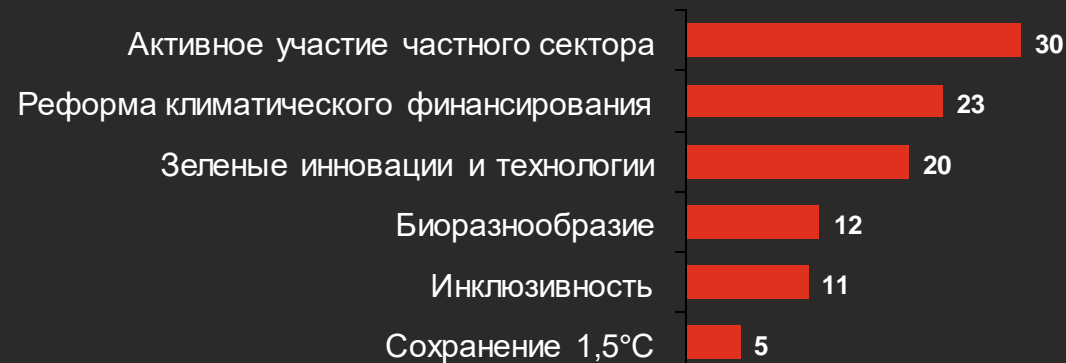 Активное участие частного сектора 30
Реформа климатического финансирования 23
Зеленые инновации и технологии 20
Биоразнообразие 12
Инклюзивность 11
Сохранение 1,5°C 5